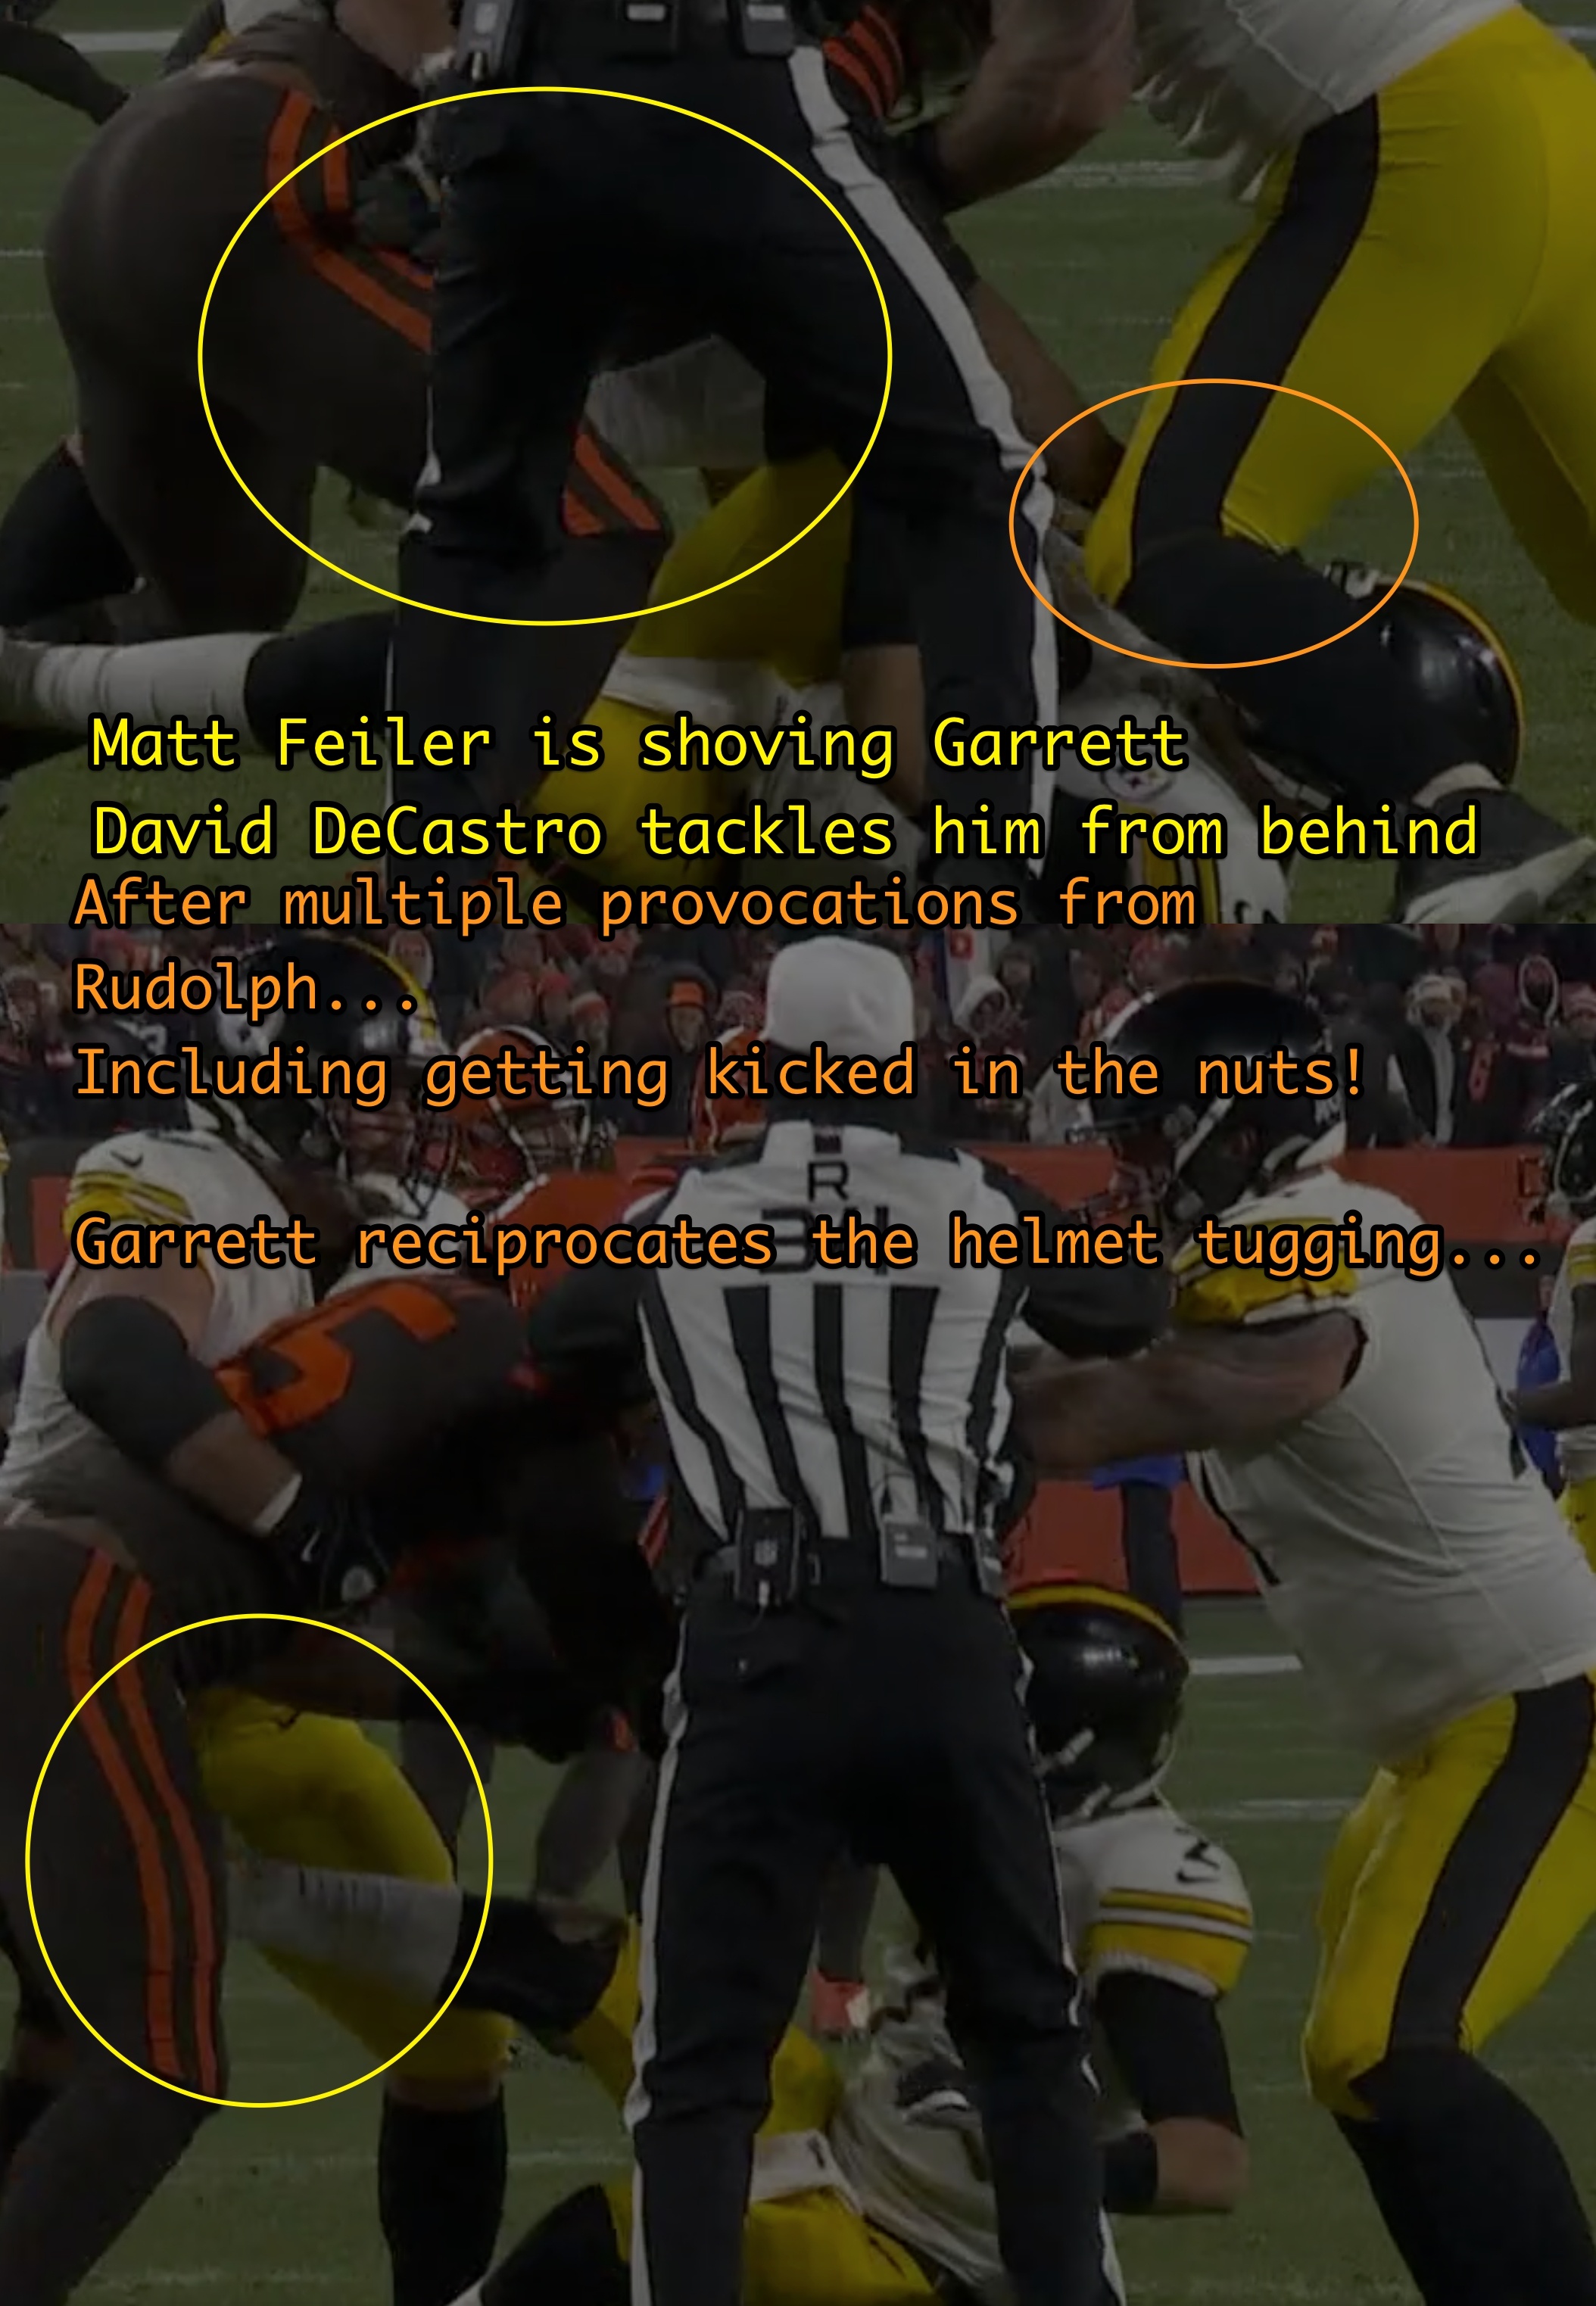 Matt Feiler is shoving Garrett
David DeCastro tackles him from behind
After multiple provocations from
Rudolph...
Including getting kicked in the nuts!
R
34
Garrett reciprocates the helmet tugging...